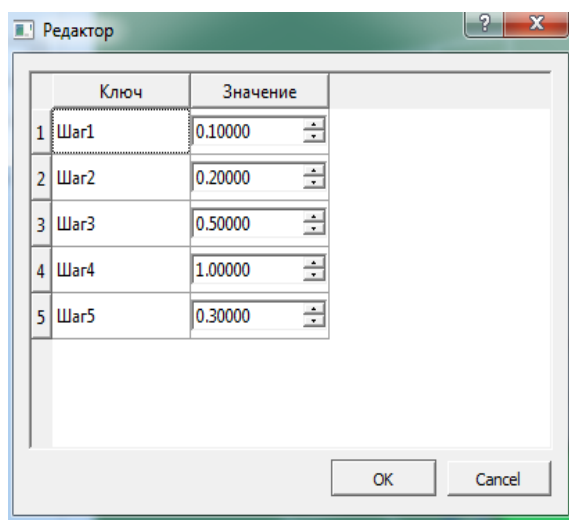 Редактор
Ключ Значение
1 Шаг1 0.10000
2 Шаг2 0.20000
3 Шаг3 0.50000
4 Шаг4 1.00000
5 Шаг5 0.30000
OK Cancel